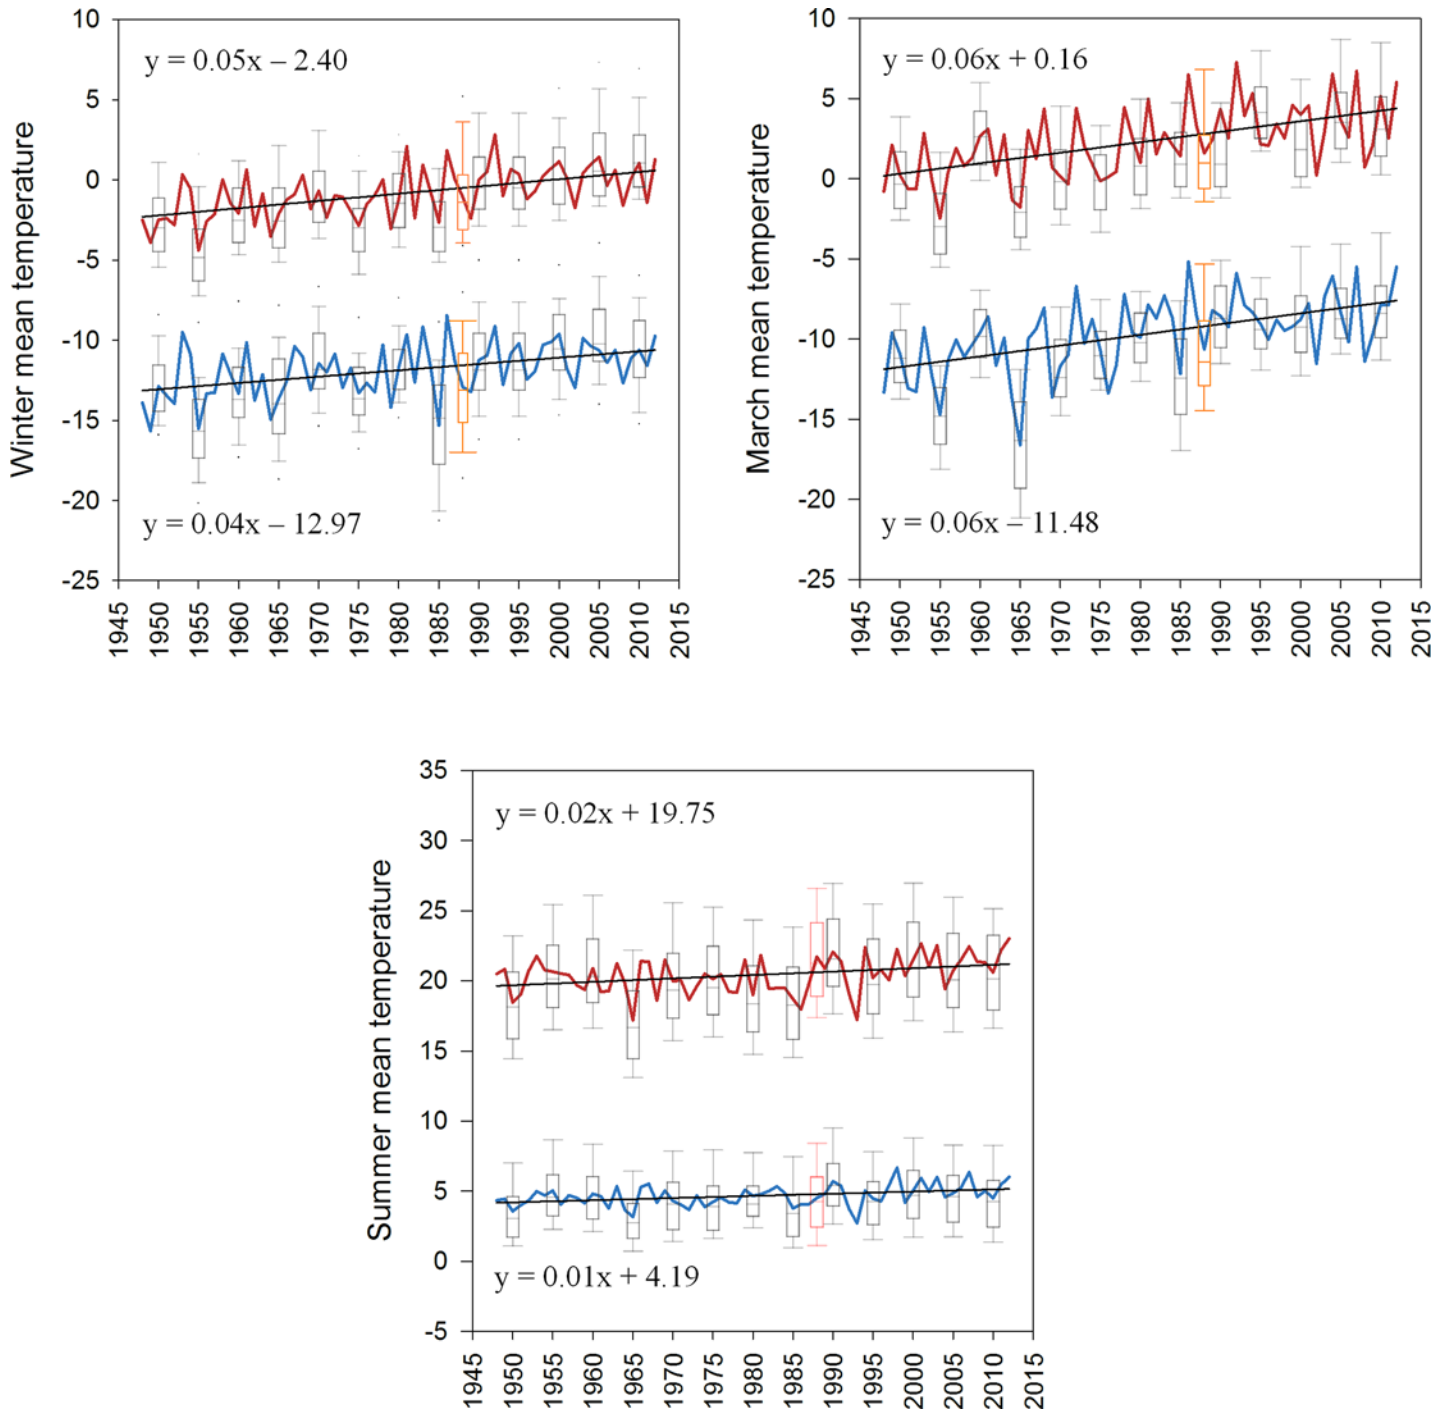 Winter mean temperature
10
5
0
-5
-10
-15
-20
-25
y = 0.05x – 2.40
y = 0.04x – 12.97
1945 1950 1955 1960 1965 1970 1975 1980 1985 1990 1995 2000 2005 2010 2015
March mean temperature
10
5
0
-5
-10
-15
-20
-25
y = 0.06x + 0.16
y = 0.06x – 11.48
1945 1950 1955 1960 1965 1970 1975 1980 1985 1990 1995 2000 2005 2010 2015
Summer mean temperature
35
30
25
20
15
10
5
0
-5
y = 0.02x + 19.75
y = 0.01x + 4.19
1945 1950 1955 1960 1965 1970 1975 1980 1985 1990 1995 2000 2005 2010 2015